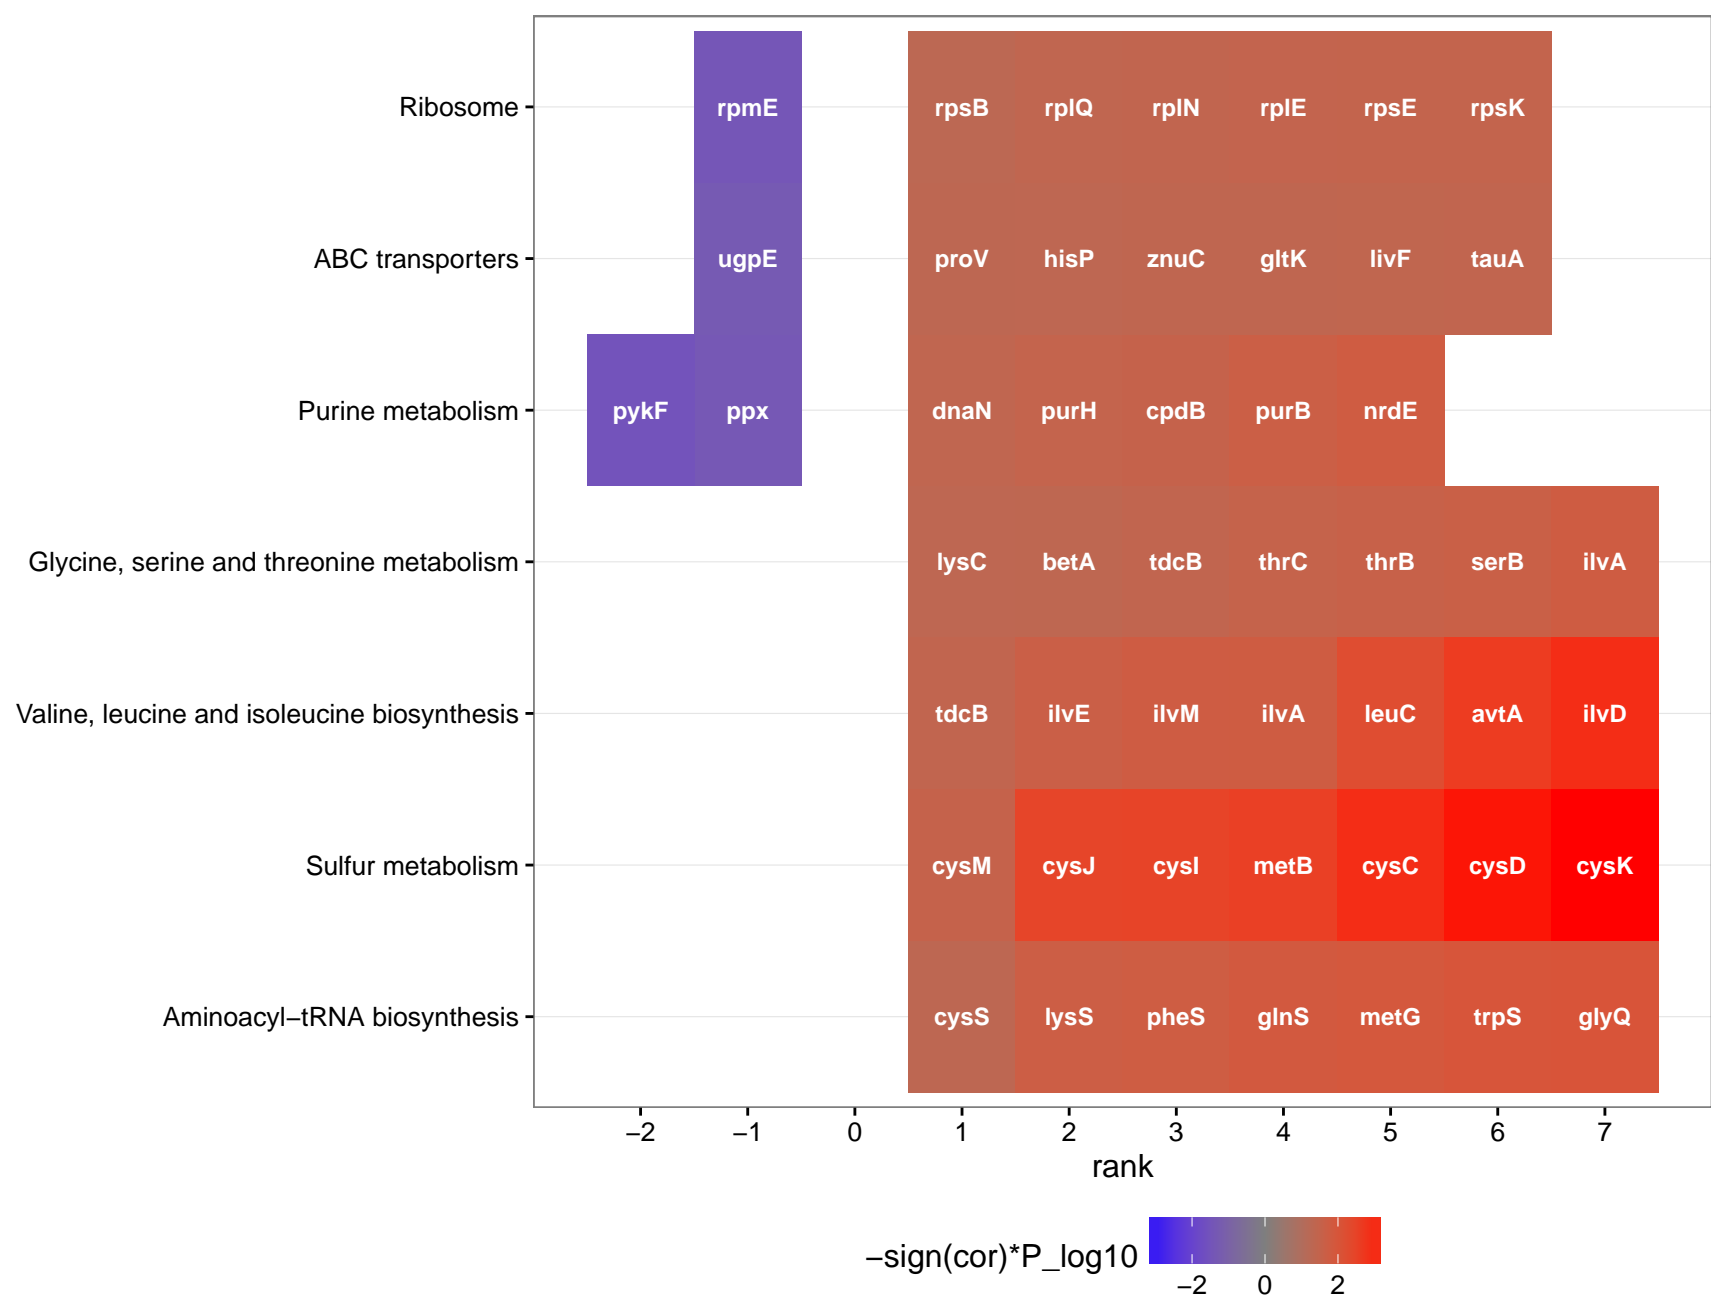 Ribosome rpmE rpsB rplQ rplN rplE rpsE rpsK
ABC transporters ugpE proV hisP znuC gltK livF tauA
Purine metabolism pykF ppx dnaN purH cpdB purB nrdE
Glycine, serine and threonine metabolism lysC betA tdcB thrC thrB serB ilvA
Valine, leucine and isoleucine biosynthesis tdcB ilvE ilvM ilvA leuC avtA ilvD
Sulfur metabolism cysM cysJ cysI metB cysC cysD cysK
Aminoacyl−tRNA biosynthesis cysS lysS pheS glnS metG trpS glyQ
−2 −1 0 1 2 3 4 5 6 7
rank
−sign(cor)*P_log10
−2 0 2